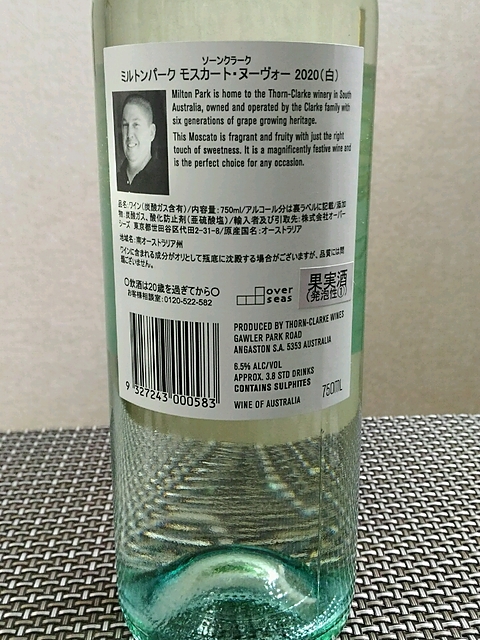 ソーンクラーク
ミルトンパーク モスカート・ヌーヴォー 2020(白)
Milton Park is home to the Thorn-Clarke winery in South
Australia, owned and operated by the Clarke family with
six generations of grape growing heritage.
This Moscato is fragrant and fruity with just the right
touch of sweetness. It is a magnificently festive wine and
is the perfect choice for any occasion.
品名:ワイン(炭酸ガス含有)/内容量:750ml/アルコール分は裏ラベルに記載/添加
物:炭酸ガス、酸化防止剤(亜硫酸塩)/輸入者及び引取先:株式会社オーバー
シーズ 東京都世田谷区代田2-31-8/原産国名:オーストラリア
地域名:南オーストラリア州
ワインに含まれる成分がオリとして瓶底に沈殿する場合がございますが、品質には問
題ございません。
○飲酒は20歳を過ぎてから○
お客様相談室:0120-522-582
over
seas
果実酒
(発泡性①)
PRODUCED BY THORN-CLARKE WINES
GAWLER PARK ROAD
ANGASTON S.A. 5353 AUSTRALIA
6.5% ALC/VOL
APPROX. 3.8 STD DRINKS
CONTAINS SULPHITES
750ML
WINE OF AUSTRALIA
9 327243 000583